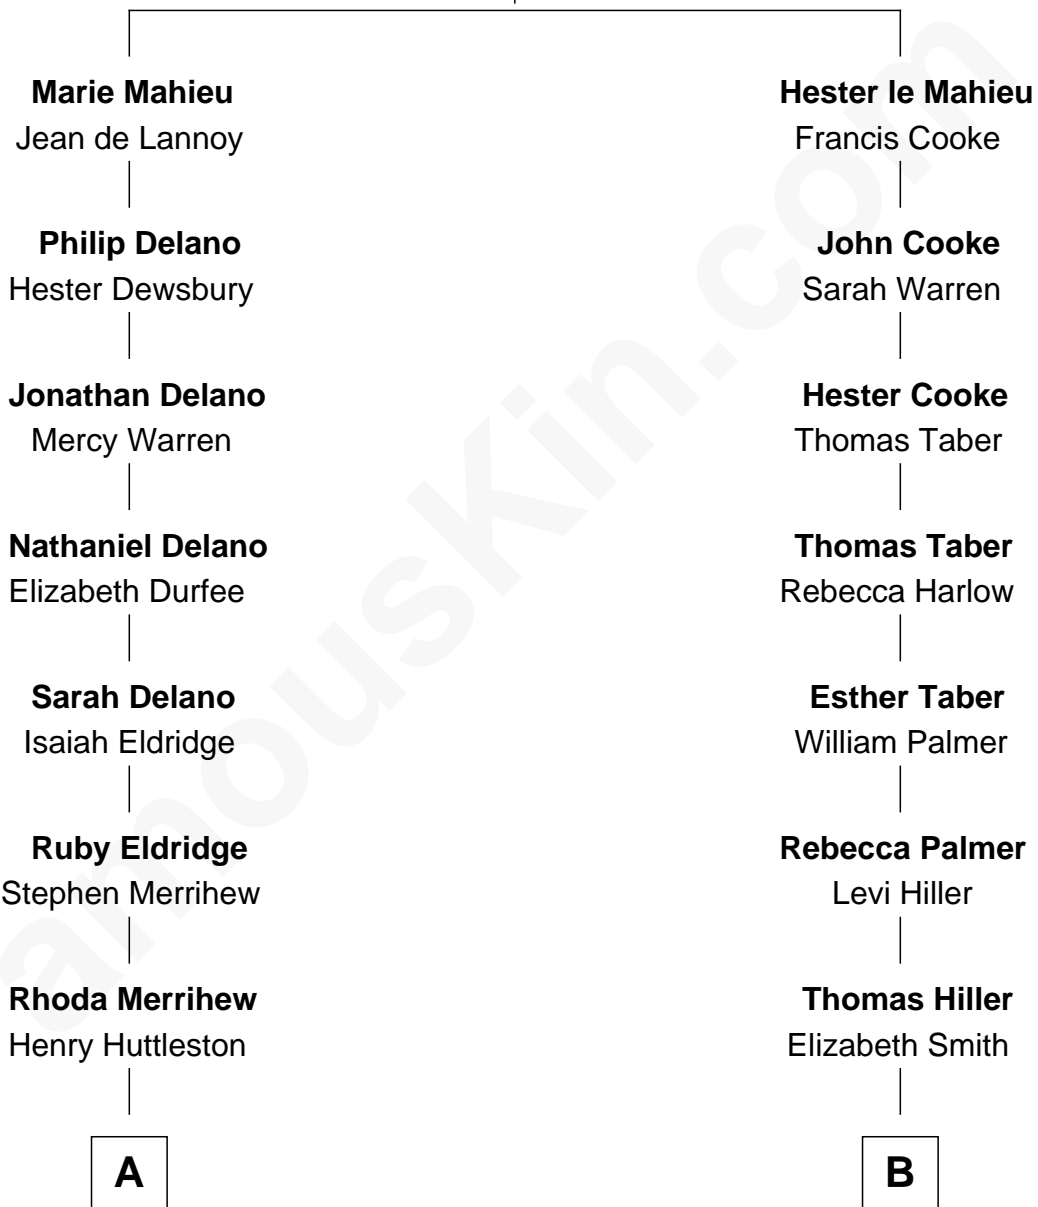 Marie Mahieu
Jean de Lannoy
Philip Delano
Hester Dewsbury
Jonathan Delano
Mercy Warren
Nathaniel Delano
Elizabeth Durfee
Sarah Delano
Isaiah Eldridge
Ruby Eldridge
Stephen Merrihew
Rhoda Merrihew
Henry Huttleston
A
Hester le Mahieu
Francis Cooke
John Cooke
Sarah Warren
Hester Cooke
Thomas Taber
Thomas Taber
Rebecca Harlow
Esther Taber
William Palmer
Rebecca Palmer
Levi Hiller
Thomas Hiller
Elizabeth Smith
B
amousKin.com